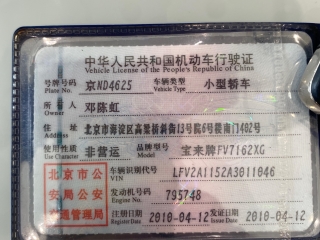 中华人民共和国机动车行驶证
Vehicle License of the People's Republic of China
号牌号码 京ND4625 车辆类型 小型轿车
Plate No. Vehicle Type
所有人 邓陈虹
Owner
住址 北京市海淀区高梁桥斜街13号院6号楼南门402号
Address
使用性质 非营运 品牌型号 宝来牌FV7162XG
Use Character Model
北京市公安局公安交通管理局
车辆识别代号 LFV2A1152A3011046
VIN
发动机号码 795748
Engine No.
注册日期 2010-04-12 发证日期 2010-04-12
Register Date Issue Date